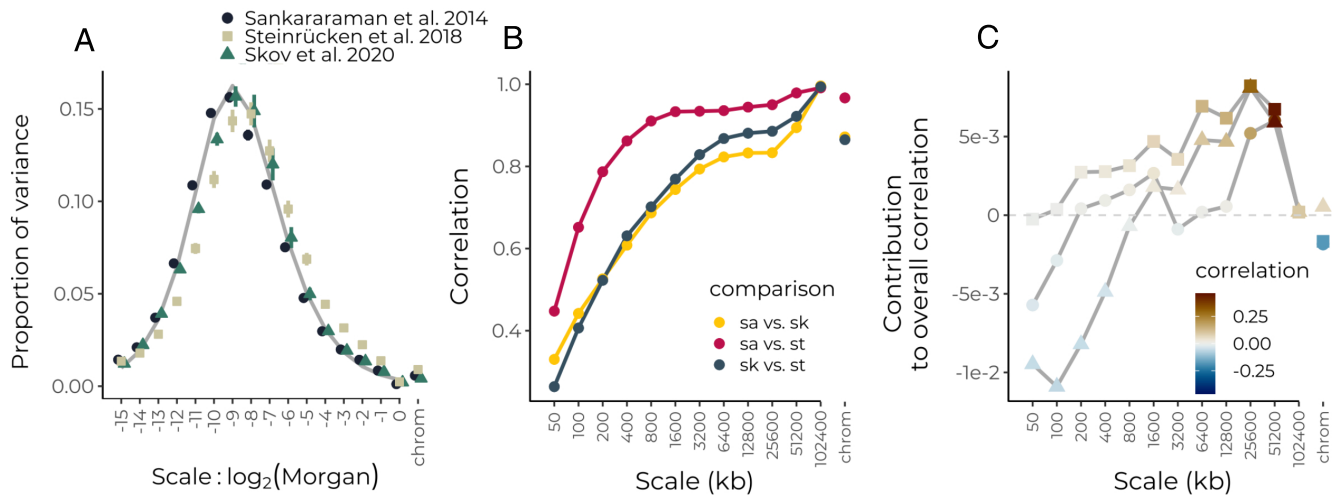 A
Sankararaman et al. 2014
Steinrücken et al. 2018
Skov et al. 2020
Proportion of variance
0.15
0.10
0.05
0.00
-15
-14
-13
-12
-11
-10
-9
-8
-7
-6
-5
-4
-3
-2
-1
0
chrom
Scale : log2(Morgan)
B
Correlation
1.0
0.8
0.6
0.4
comparison
sa vs. sk
sa vs. st
sk vs. st
50
100
200
400
800
1600
3200
6400
12800
25600
51200
102400
chrom
Scale (kb)
C
Contribution
to overall correlation
5e-3
0
-5e-3
-1e-2
correlation
0.25
0.00
-0.25
50
100
200
400
800
1600
3200
6400
12800
25600
51200
102400
chrom
Scale (kb)